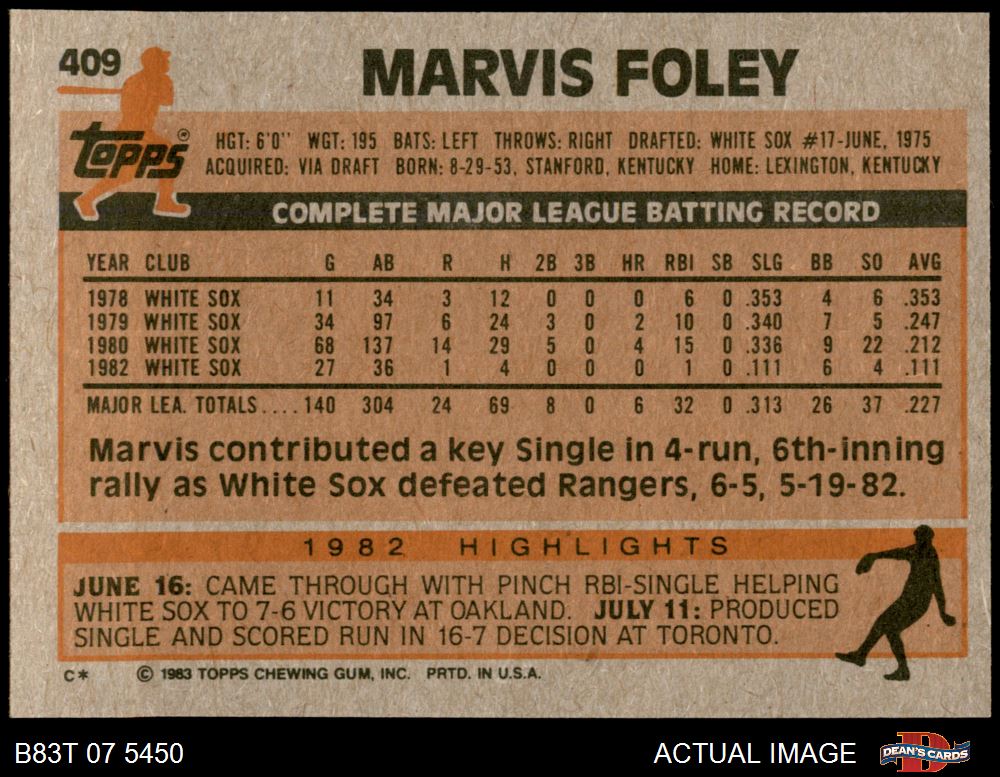 409
MARVIS FOLEY
Topps®
HGT: 6'0" WGT: 195 BATS: LEFT THROWS: RIGHT DRAFTED: WHITE SOX #17-JUNE, 1975
ACQUIRED: VIA DRAFT BORN: 8-29-53, STANFORD, KENTUCKY HOME: LEXINGTON, KENTUCKY
COMPLETE MAJOR LEAGUE BATTING RECORD
YEAR CLUB G AB R H 2B 3B HR RBI SB SLG BB SO AVG
1978 WHITE SOX 11 34 3 12 0 0 0 6 0 .353 4 6 .353
1979 WHITE SOX 34 97 6 24 3 0 2 10 0 .340 7 5 .247
1980 WHITE SOX 68 137 14 29 5 0 4 15 0 .336 9 22 .212
1982 WHITE SOX 27 36 1 4 0 0 0 1 0 .111 6 4 .111
MAJOR LEA. TOTALS.... 140 304 24 69 8 0 6 32 0 .313 26 37 .227
Marvis contributed a key Single in 4-run, 6th-inning
rally as White Sox defeated Rangers, 6-5, 5-19-82.
1982 HIGHLIGHTS
JUNE 16: CAME THROUGH WITH PINCH RBI-SINGLE HELPING
WHITE SOX TO 7-6 VICTORY AT OAKLAND. JULY 11: PRODUCED
SINGLE AND SCORED RUN IN 16-7 DECISION AT TORONTO.
C* © 1983 TOPPS CHEWING GUM, INC. PRTD. IN U.S.A.
B83T 07 5450 ACTUAL IMAGE DEAN'S CARDS